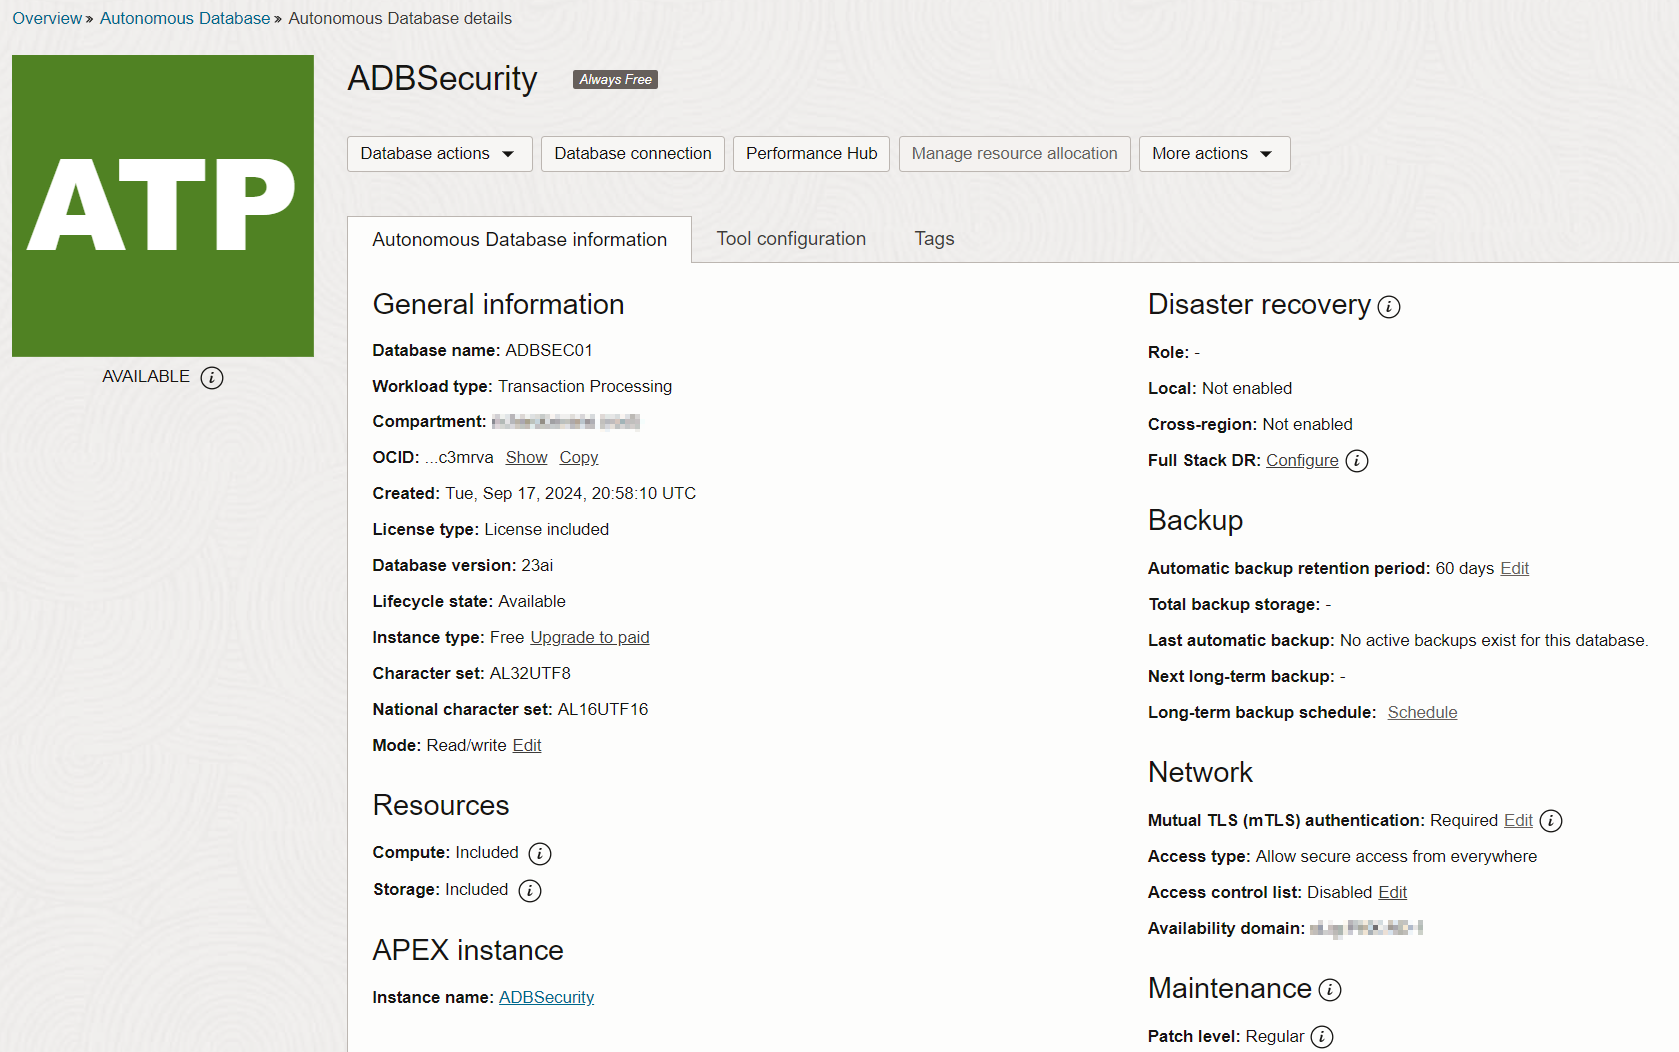 Overview » Autonomous Database » Autonomous Database details
ATP
AVAILABLE
ADBSecurity Always Free
Database actions Database connection Performance Hub Manage resource allocation More actions
Autonomous Database information Tool configuration Tags
General information
Database name: ADBSEC01
Workload type: Transaction Processing
Compartment:
OCID: ...c3mrva Show Copy
Created: Tue, Sep 17, 2024, 20:58:10 UTC
License type: License included
Database version: 23ai
Lifecycle state: Available
Instance type: Free Upgrade to paid
Character set: AL32UTF8
National character set: AL16UTF16
Mode: Read/write Edit
Resources
Compute: Included
Storage: Included
APEX instance
Instance name: ADBSecurity
Disaster recovery
Role: -
Local: Not enabled
Cross-region: Not enabled
Full Stack DR: Configure
Backup
Automatic backup retention period: 60 days Edit
Total backup storage: -
Last automatic backup: No active backups exist for this database.
Next long-term backup: -
Long-term backup schedule: Schedule
Network
Mutual TLS (mTLS) authentication: Required Edit
Access type: Allow secure access from everywhere
Access control list: Disabled Edit
Availability domain:
Maintenance
Patch level: Regular